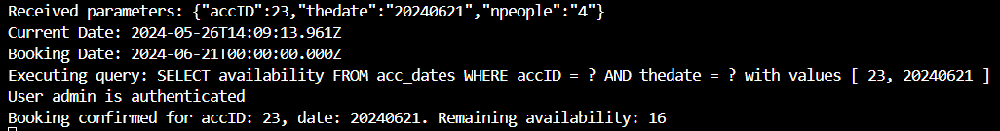 Received parameters: {"accID":23,"thedate":"20240621","npeople":"4"}
Current Date: 2024-05-26T14:09:13.961Z
Booking Date: 2024-06-21T00:00:00.000Z
Executing query: SELECT availability FROM acc_dates WHERE accID = ? AND thedate = ? with values [ 23, 20240621 ]
User admin is authenticated
Booking confirmed for accID: 23, date: 20240621. Remaining availability: 16